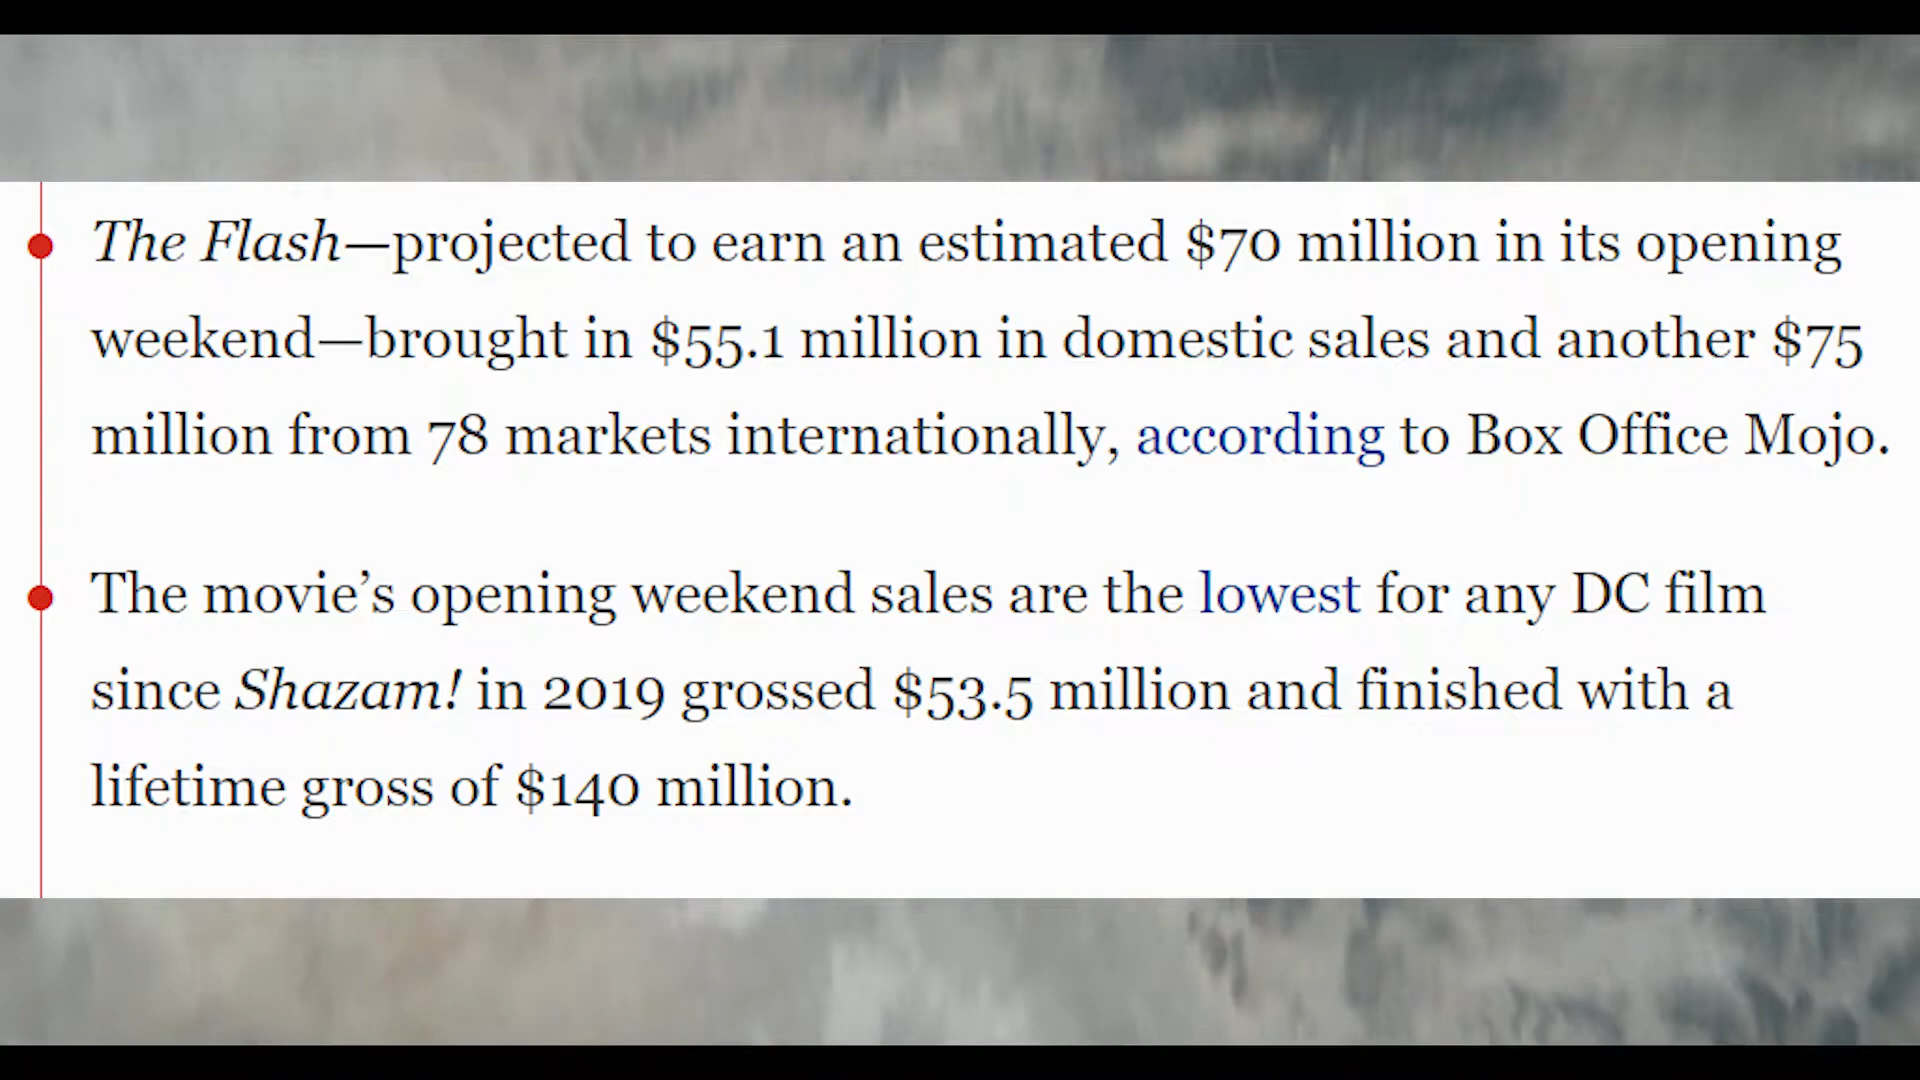 The Flash—projected to earn an estimated $70 million in its opening
weekend—brought in $55.1 million in domestic sales and another $75
million from 78 markets internationally, according to Box Office Mojo.
The movie’s opening weekend sales are the lowest for any DC film
since Shazam! in 2019 grossed $53.5 million and finished with a
lifetime gross of $140 million.